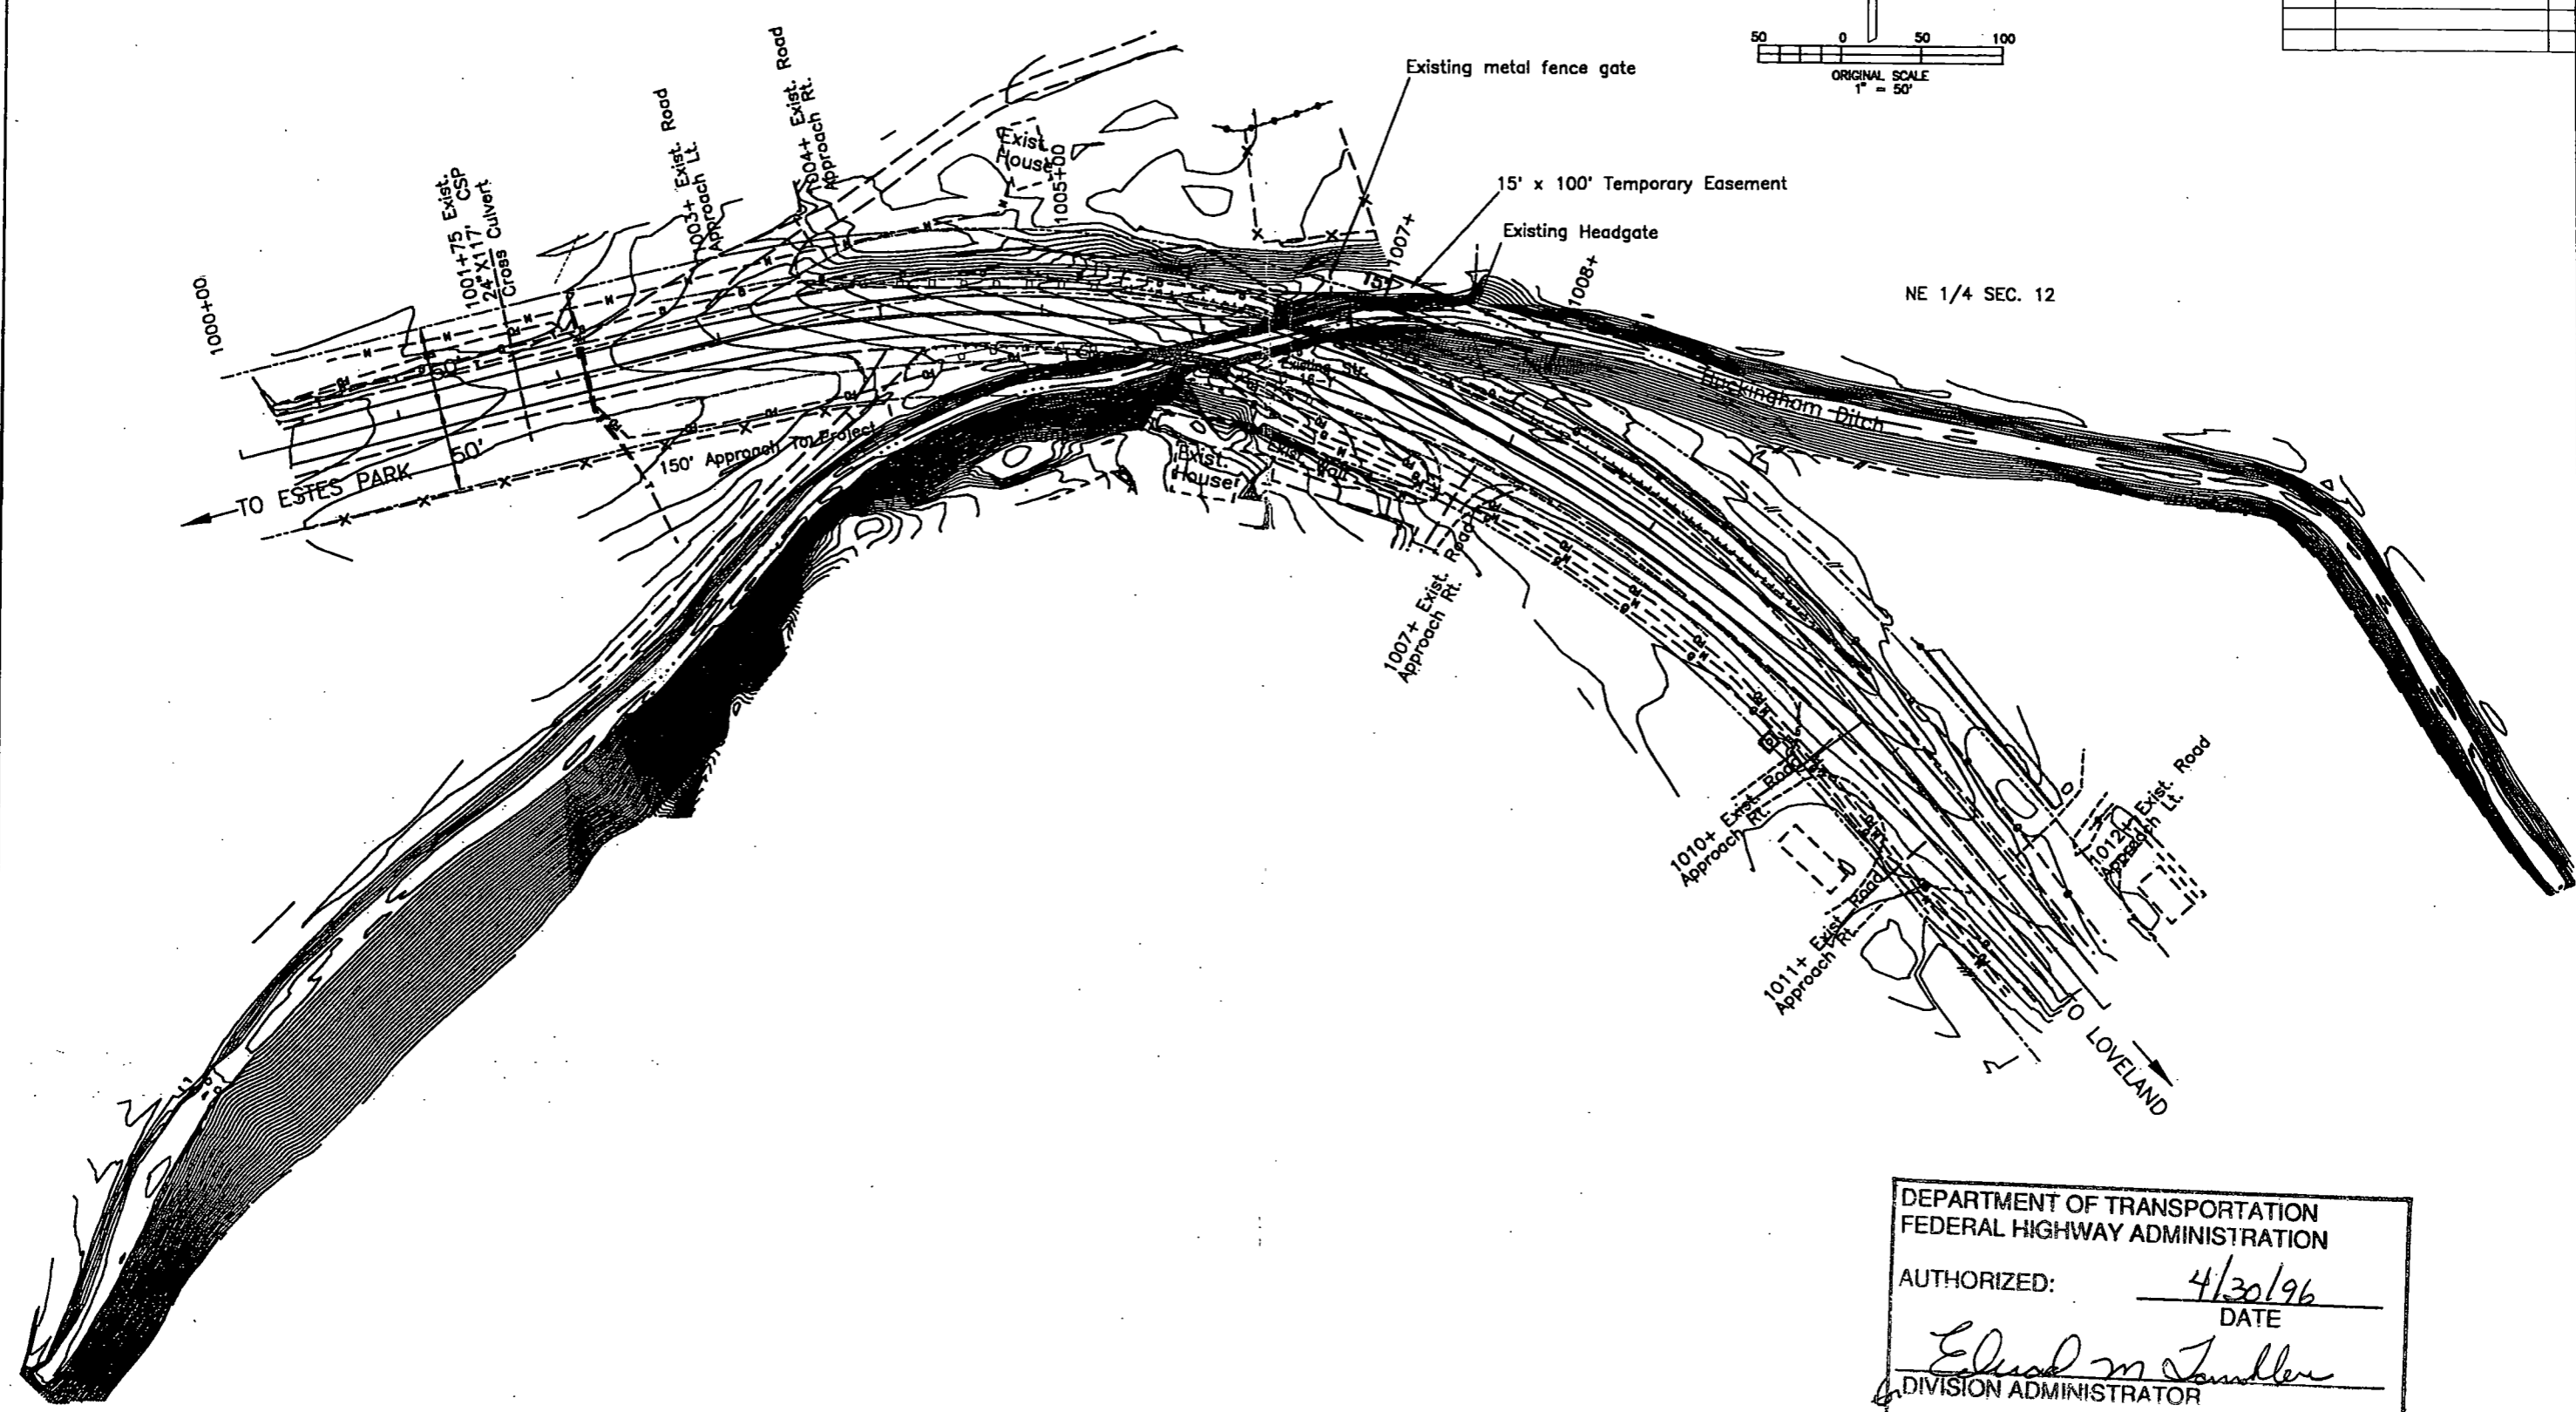 50 0 50 100
ORIGINAL SCALE
1" = 50'
Existing metal fence gate
15' x 100' Temporary Easement
Existing Headgate
NE 1/4 SEC. 12
1000+00
1001+75 Exist.
24"X117' CSP
Cross Culvert
1003+ Exist. Road
Approach Lt.
1004+ Exist. Road
Approach Rt.
Exist.
House
1005+00
1007+
15'
1008+
Buckingham Ditch
Existing Str.
50'
50'
TO ESTES PARK
150' Approach To Project
Exist.
House
Exist. Wall
1007+ Exist. Road
Approach Rt.
1010+ Exist. Road
Approach Rt.
1011+ Exist. Road
Approach Rt.
1012+ Exist. Road
Approach Lt.
TO LOVELAND
DEPARTMENT OF TRANSPORTATION
FEDERAL HIGHWAY ADMINISTRATION
AUTHORIZED: 4/30/96
DATE
DIVISION ADMINISTRATOR